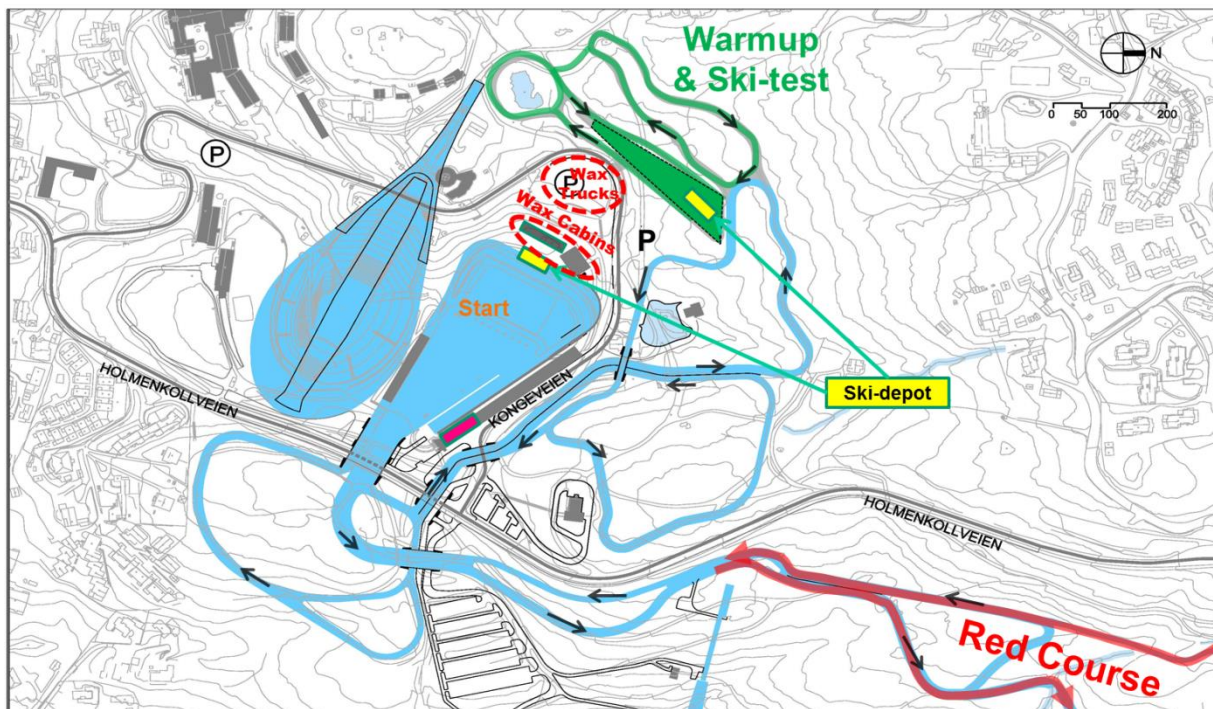 Warmup
& Ski-test
N
0 50 100 200
P
P
Wax
Trucks
Wax Cabins
P
Start
Ski-depot
HOLMENKOLLVEIEN
KONGEVEIEN
HOLMENKOLLVEIEN
Red Course